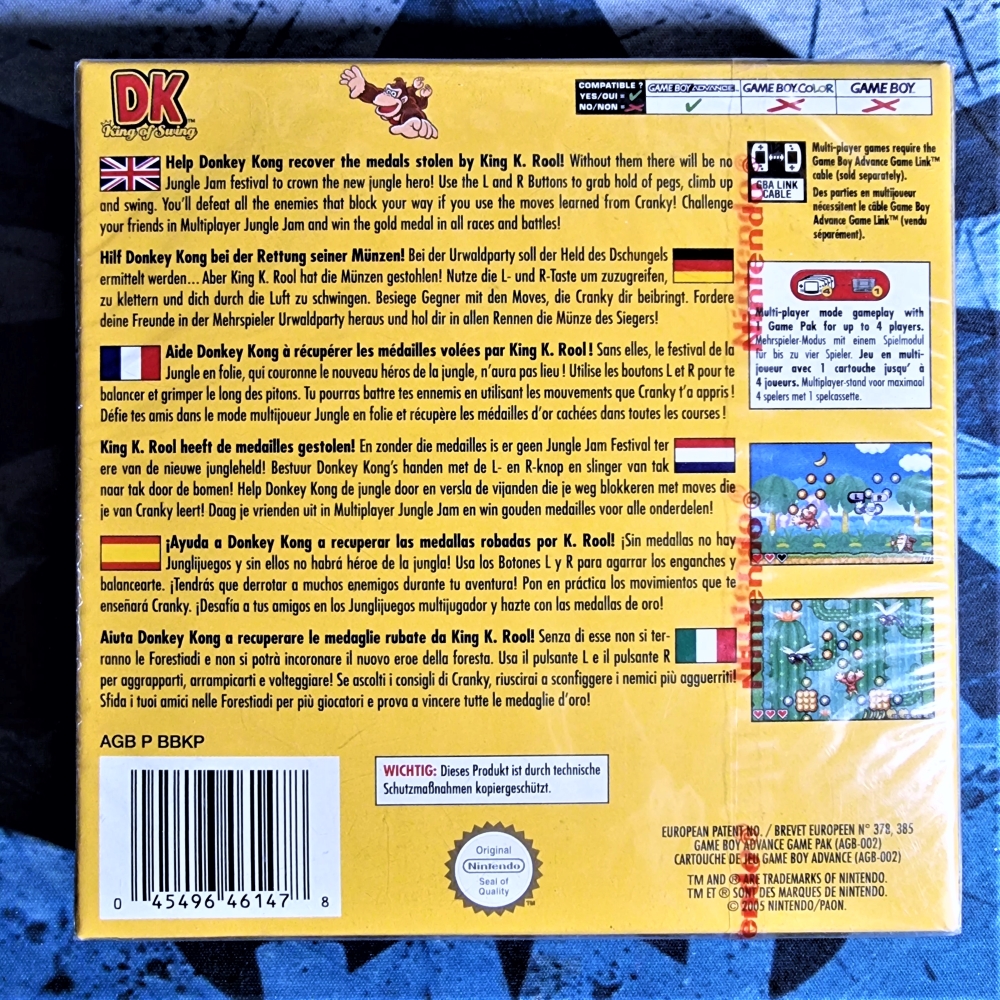 DK
King of Swing
COMPATIBLE ?
YES/OUI =
NO/NON =
GAME BOY ADVANCE
GAME BOY COLOR
GAME BOY
Help Donkey Kong recover the medals stolen by King K. Rool! Without them there will be no
Jungle Jam festival to crown the new jungle hero! Use the L and R Buttons to grab hold of pegs, climb up
and swing. You'll defeat all the enemies that block your way if you use the moves learned from Cranky! Challenge
your friends in Multiplayer Jungle Jam and win the gold medal in all races and battles!
Hilf Donkey Kong bei der Rettung seiner Münzen! Bei der Urwaldparty soll der Held des Dschungels
ermittelt werden... Aber King K. Rool hat die Münzen gestohlen! Nutze die L- und R-Taste um zuzugreifen,
zu klettern und dich durch die Luft zu schwingen. Besiege Gegner mit den Moves, die Cranky dir beibringt. Fordere
deine Freunde in der Mehrspieler Urwaldparty heraus und hol dir in allen Rennen die Münze des Siegers!
Aide Donkey Kong à récupérer les médailles volées par King K. Rool ! Sans elles, le festival de la
Jungle en folie, qui couronne le nouveau héros de la jungle, n'aura pas lieu ! Utilise les boutons L et R pour te
balancer et grimper le long des pitons. Tu pourras battre tes ennemis en utilisant les mouvements que Cranky t'a appris !
Défie tes amis dans le mode multijoueur Jungle en folie et récupère les médailles d'or cachées dans toutes les courses !
King K. Rool heeft de medailles gestolen! En zonder die medailles is er geen Jungle Jam Festival ter
ere van de nieuwe jungleheld! Bestuur Donkey Kong's handen met de L- en R-knop en slinger van tak
naar tak door de bomen! Help Donkey Kong de jungle door en versla de vijanden die je weg blokkeren met moves die
je van Cranky leert! Daag je vrienden uit in Multiplayer Jungle Jam en win gouden medailles voor alle onderdelen!
¡Ayuda a Donkey Kong a recuperar las medallas robadas por K. Rool! ¡Sin medallas no hay
Junglijuegos y sin ellos no habrá héroe de la jungla! Usa los Botones L y R para agarrar los enganches y
balancearte. ¡Tendrás que derrotar a muchos enemigos durante tu aventura! Pon en práctica los movimientos que te
enseñará Cranky. ¡Desafía a tus amigos en los Junglijuegos multijugador y hazte con las medallas de oro!
Aiuta Donkey Kong a recuperare le medaglie rubate da King K. Rool! Senza di esse non si ter-
ranno le Forestiadi e non si potrà incoronare il nuovo eroe della foresta. Usa il pulsante L e il pulsante R
per aggrapparti, arrampicarti e volteggiare! Se ascolti i consigli di Cranky, riuscirai a sconfiggere i nemici più agguerriti!
Sfida i tuoi amici nelle Forestiadi per più giocatori e prova a vincere tutte le medaglie d'oro!
GBA LINK
CABLE
Multi-player games require the
Game Boy Advance Game Link™
cable (sold separately).
Des parties en multijoueur
nécessitent le câble Game Boy
Advance Game Link™ (vendu
séparément).
4
1
Multi-player mode gameplay with
1 Game Pak for up to 4 players.
Mehrspieler-Modus mit einem Spielmodul
für bis zu vier Spieler. Jeu en multi-
joueur avec 1 cartouche jusqu' à
4 joueurs. Multiplayer-stand voor maximaal
4 spelers met 1 spelcassette.
Nintendo®
Nintendo®
AGB P BBKP
0 45496 46147 8
WICHTIG: Dieses Produkt ist durch technische
Schutzmaßnahmen kopiergeschützt.
Original
Nintendo
Seal of
Quality
TM
EUROPEAN PATENT NO. / BREVET EUROPEEN N° 378, 385
GAME BOY ADVANCE GAME PAK (AGB-002)
CARTOUCHE DE JEU GAME BOY ADVANCE (AGB-002)
TM AND ® ARE TRADEMARKS OF NINTENDO.
TM ET ® SONT DES MARQUES DE NINTENDO.
© 2005 NINTENDO/PAON.